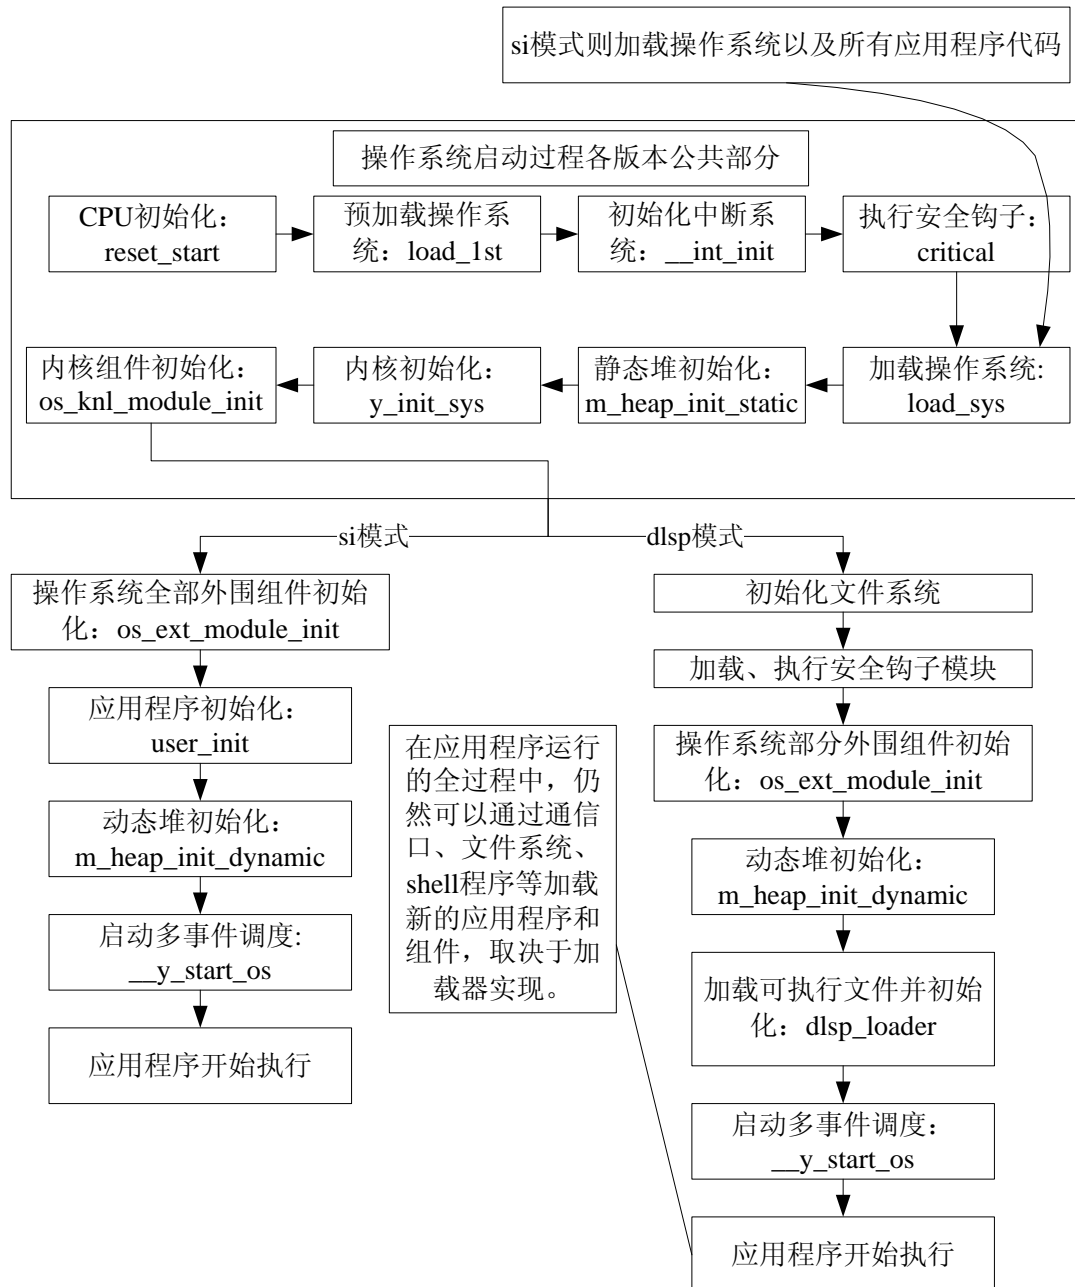 si模式则加载操作系统以及所有应用程序代码
操作系统启动过程各版本公共部分
CPU初始化：
reset_start
预加载操作系
统：load_1st
初始化中断系
统：__int_init
执行安全钩子：
critical
内核组件初始化：
os_knl_module_init
内核初始化：
y_init_sys
静态堆初始化：
m_heap_init_static
加载操作系统:
load_sys
si模式
dlsp模式
操作系统全部外围组件初始
化：os_ext_module_init
应用程序初始化：
user_init
动态堆初始化：
m_heap_init_dynamic
启动多事件调度:
__y_start_os
应用程序开始执行
在应用程序运行
的全过程中，仍
然可以通过通信
口、文件系统、
shell程序等加载
新的应用程序和
组件，取决于加
载器实现。
初始化文件系统
加载、执行安全钩子模块
操作系统部分外围组件初始
化：os_ext_module_init
动态堆初始化：
m_heap_init_dynamic
加载可执行文件并初始
化：dlsp_loader
启动多事件调度：
__y_start_os
应用程序开始执行